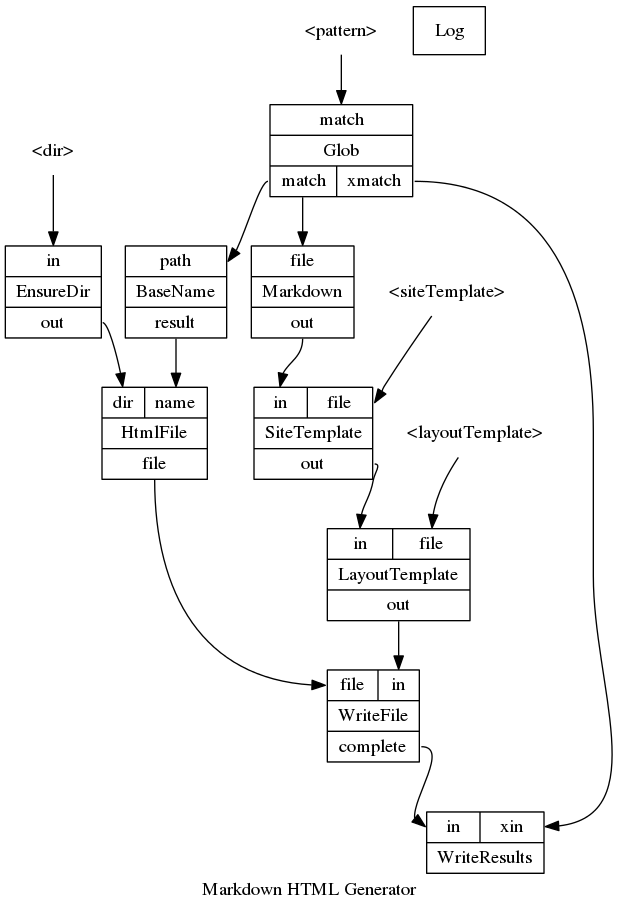 <pattern>
Log
match
Glob
match xmatch
<dir>
in
EnsureDir
out
path
BaseName
result
file
Markdown
out
<siteTemplate>
dir name
HtmlFile
file
in file
SiteTemplate
out
<layoutTemplate>
in file
LayoutTemplate
out
file in
WriteFile
complete
in xin
WriteResults
Markdown HTML Generator